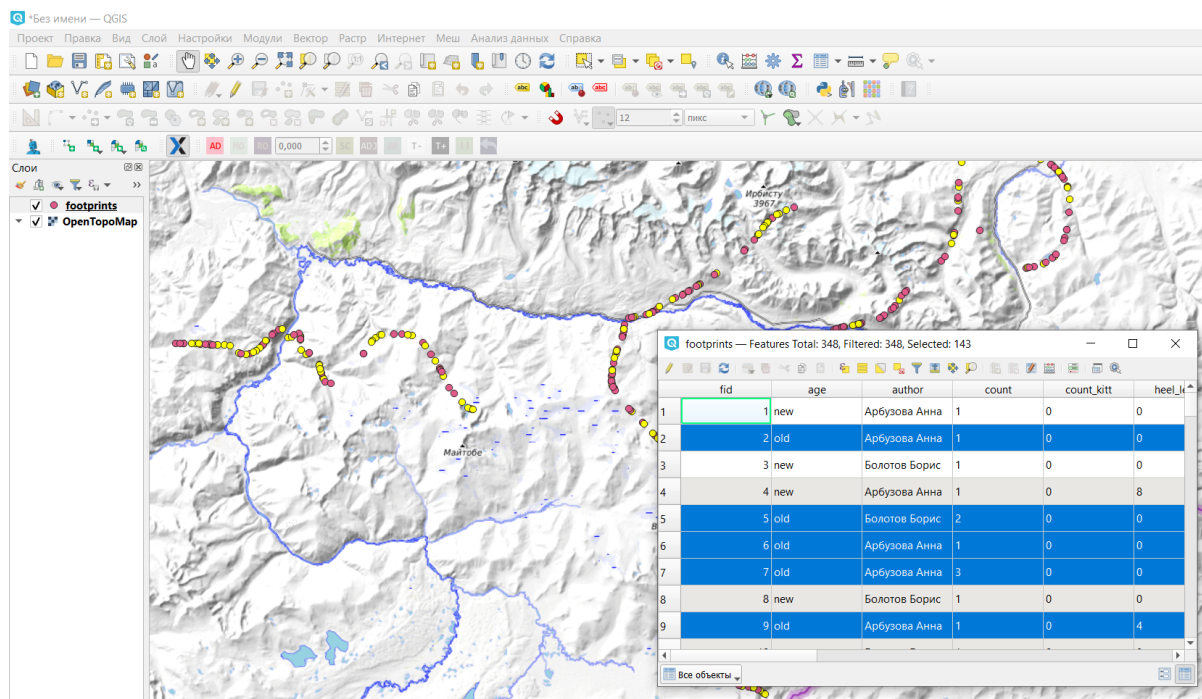 *Без имени — QGIS
Проект Правка Вид Слой Настройки Модули Вектор Растр Интернет Меш Анализ данных Справка
12 пикс
AD RO 0,000 SC T- T+
Слои
footprints
OpenTopoMap
Ирбисту
3967
Майтобе
footprints — Features Total: 348, Filtered: 348, Selected: 143
fid age author count count_kitt heel_le
1 1 new Арбузова Анна 1 0 0
2 2 old Арбузова Анна 1 0 0
3 3 new Болотов Борис 1 0 0
4 4 new Арбузова Анна 1 0 8
5 5 old Болотов Борис 2 0 0
6 6 old Арбузова Анна 1 0 0
7 7 old Арбузова Анна 3 0 0
8 8 new Болотов Борис 1 0 0
9 9 old Арбузова Анна 1 0 4
Все объекты